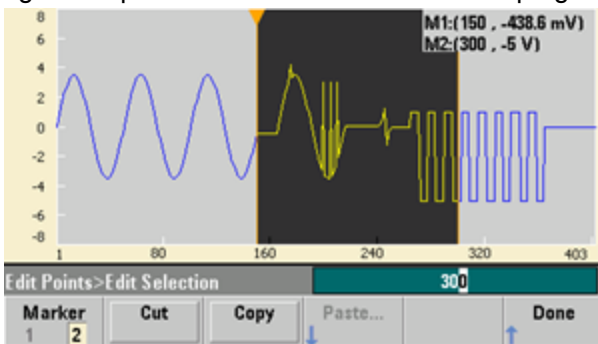 M1:(150 , -438.6 mV)
M2:(300 , -5 V)
8
6
4
2
0
-2
-4
-6
-8
1 80 160 240 320 403
Edit Points>Edit Selection 300
Marker Cut Copy Paste... Done
1 2